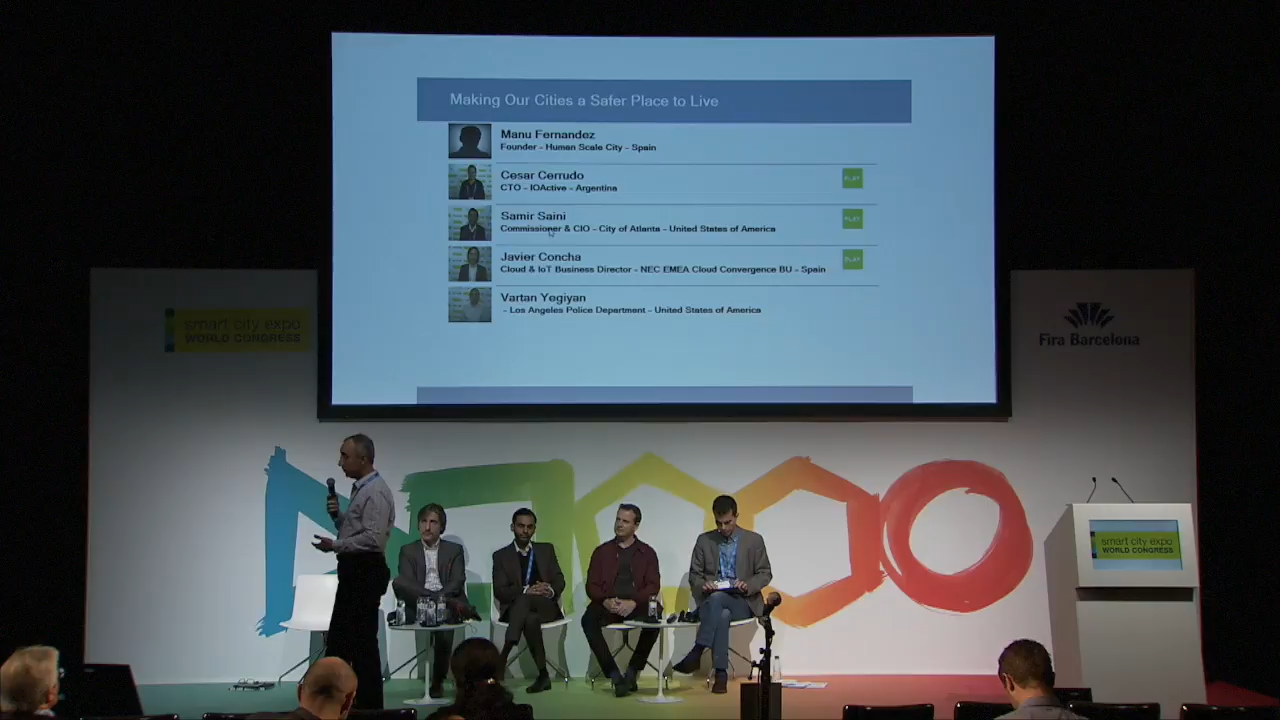 Making Our Cities a Safer Place to Live
Manu Fernandez
Founder - Human Scale City - Spain
Cesar Cerrudo
CTO - IOActive - Argentina
PLAY
Samir Saini
Commissioner & CIO - City of Atlanta - United States of America
PLAY
Javier Concha
Cloud & IoT Business Director - NEC EMEA Cloud Convergence BU - Spain
PLAY
Vartan Yegiyan
- Los Angeles Police Department - United States of America
smart city expo
WORLD CONGRESS
Fira Barcelona
smart city expo
WORLD CONGRESS